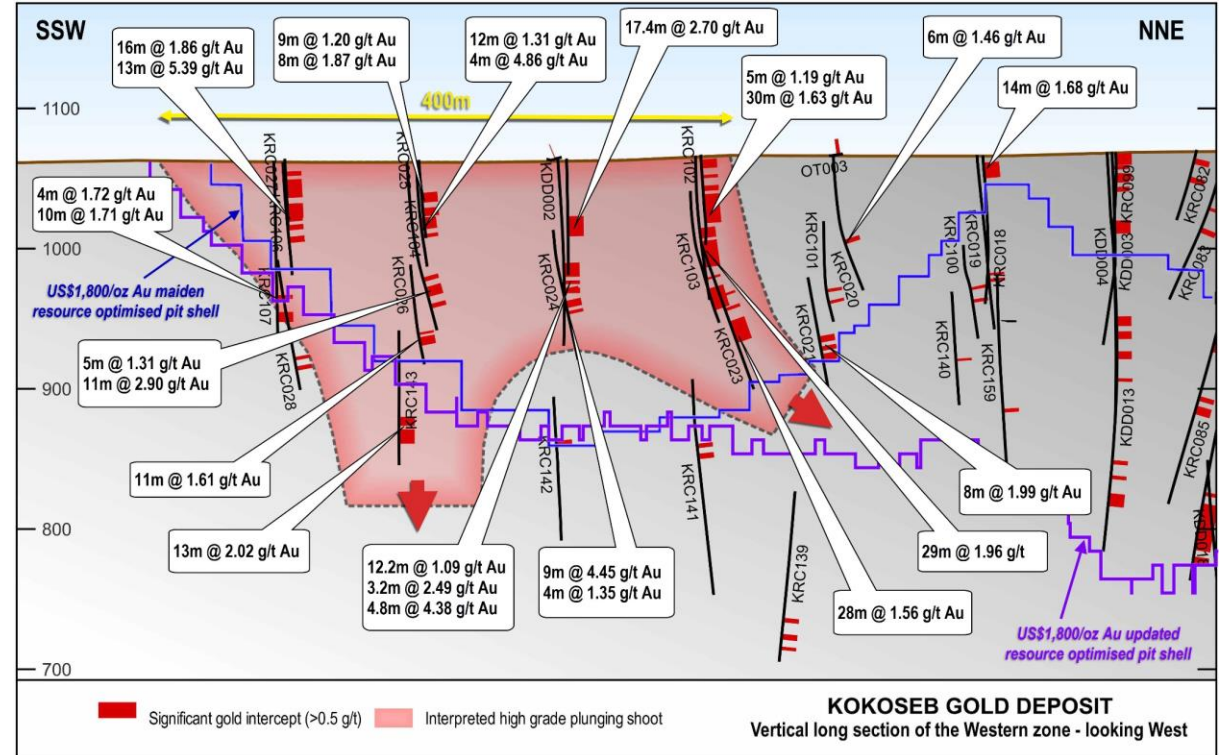 SSW
NNE
16m @ 1.86 g/t Au
13m @ 5.39 g/t Au
9m @ 1.20 g/t Au
8m @ 1.87 g/t Au
12m @ 1.31 g/t Au
4m @ 4.86 g/t Au
17.4m @ 2.70 g/t Au
5m @ 1.19 g/t Au
30m @ 1.63 g/t Au
6m @ 1.46 g/t Au
14m @ 1.68 g/t Au
1100
400m
KRC027
KRC025
KDD002
KRC102
OT003
KRC099
KRC082
4m @ 1.72 g/t Au
10m @ 1.71 g/t Au
KRC106
KRC104
KRC103
KRC101
KRC020
KRC100
KRC019
KRC018
KDD004
KDD003
KRC083
1000
US$1,800/oz Au maiden
resource optimised pit shell
KRC107
KRC026
KRC024
KRC023
KRC021
KRC140
KRC159
5m @ 1.31 g/t Au
11m @ 2.90 g/t Au
KRC028
900
KRC143
KRC142
KRC141
KDD013
KRC085
11m @ 1.61 g/t Au
8m @ 1.99 g/t Au
800
13m @ 2.02 g/t Au
12.2m @ 1.09 g/t Au
3.2m @ 2.49 g/t Au
4.8m @ 4.38 g/t Au
9m @ 4.45 g/t Au
4m @ 1.35 g/t Au
KRC139
29m @ 1.96 g/t
28m @ 1.56 g/t Au
US$1,800/oz Au updated
resource optimised pit shell
700
Significant gold intercept (>0.5 g/t)
Interpreted high grade plunging shoot
KOKOSEB GOLD DEPOSIT
Vertical long section of the Western zone - looking West